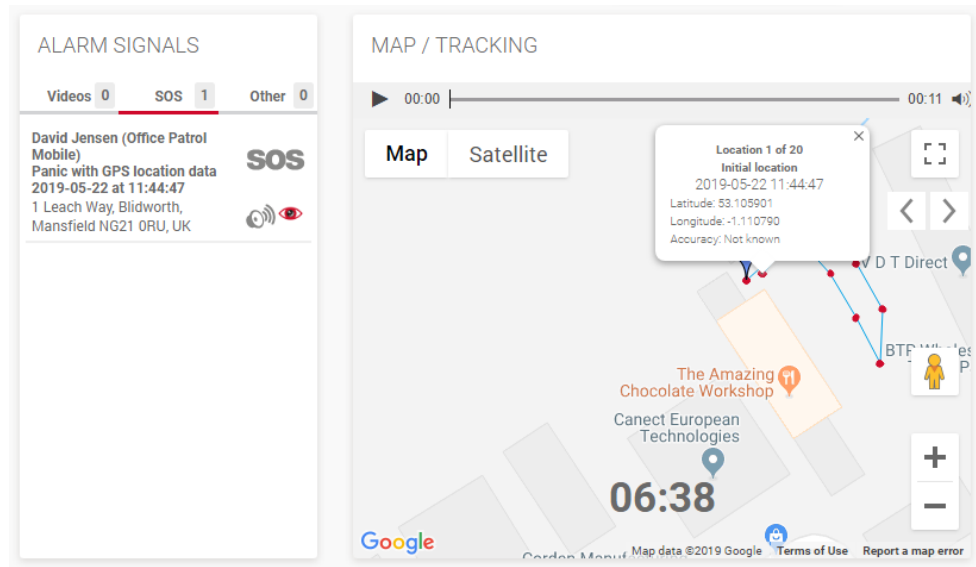 ALARM SIGNALS
Videos 0 SOS 1 Other 0
David Jensen (Office Patrol
Mobile)
Panic with GPS location data
2019-05-22 at 11:44:47
1 Leach Way, Blidworth,
Mansfield NG21 0RU, UK
SOS
MAP / TRACKING
00:00 00:11
Map Satellite
Location 1 of 20
Initial location
2019-05-22 11:44:47
Latitude: 53.105901
Longitude: -1.110790
Accuracy: Not known
V D T Direct
BTP
The Amazing
Chocolate Workshop
Canect European
Technologies
06:38
Google
Map data ©2019 Google Terms of Use Report a map error